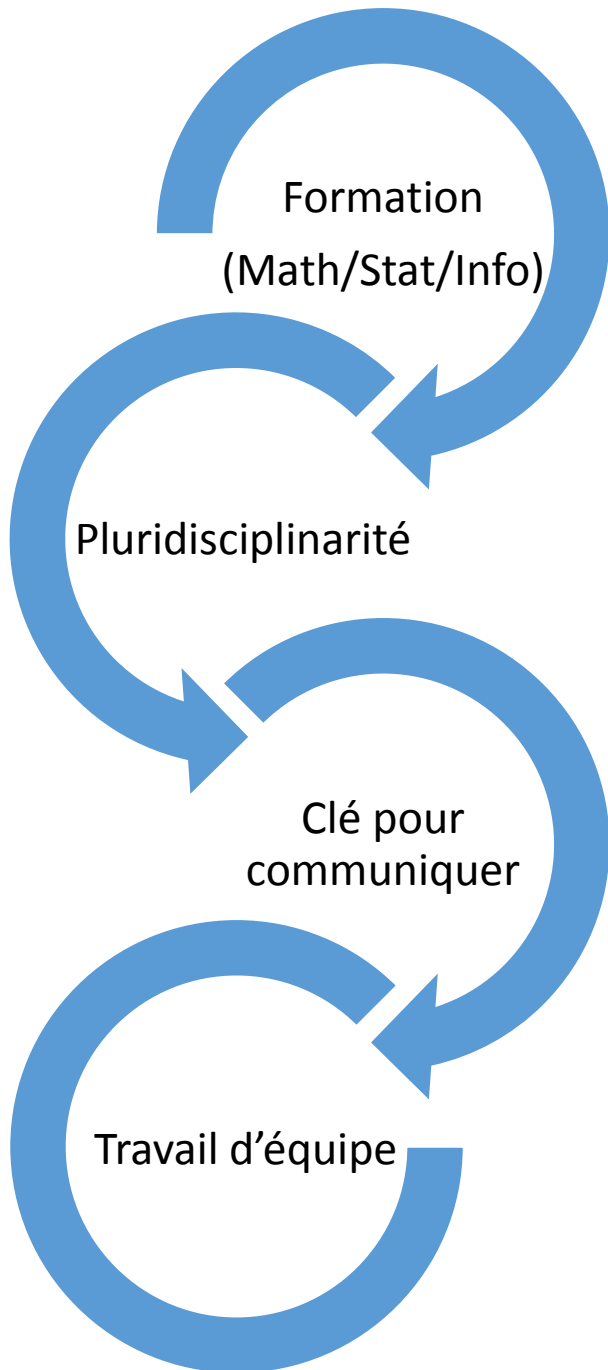 Formation
(Math/Stat/Info)
Pluridisciplinarité
Clé pour
communiquer
Travail d’équipe